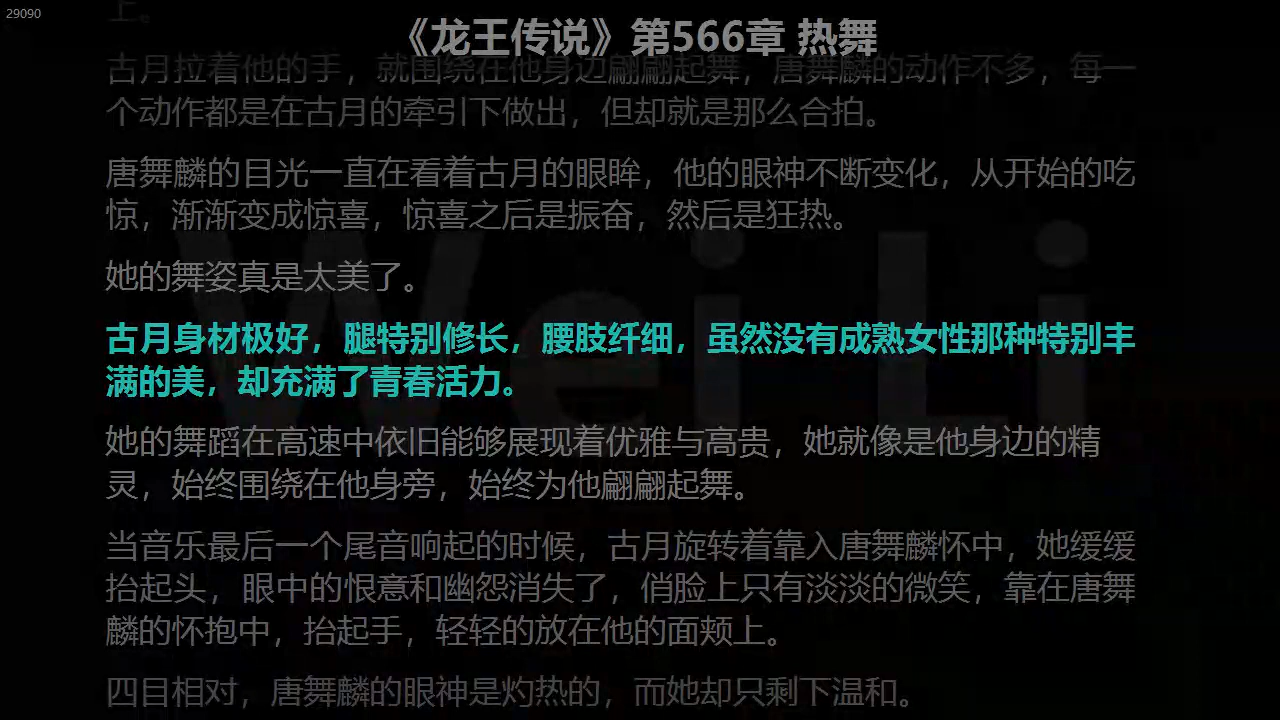 29090
上。
《龙王传说》第566章 热舞
古月拉着他的手，就围绕在他身边翩翩起舞，唐舞麟的动作不多，每一
个动作都是在古月的牵引下做出，但却就是那么合拍。
唐舞麟的目光一直在看着古月的眼眸，他的眼神不断变化，从开始的吃
惊，渐渐变成惊喜，惊喜之后是振奋，然后是狂热。
她的舞姿真是太美了。
古月身材极好，腿特别修长，腰肢纤细，虽然没有成熟女性那种特别丰
满的美，却充满了青春活力。
她的舞蹈在高速中依旧能够展现着优雅与高贵，她就像是他身边的精
灵，始终围绕在他身旁，始终为他翩翩起舞。
当音乐最后一个尾音响起的时候，古月旋转着靠入唐舞麟怀中，她缓缓
抬起头，眼中的恨意和幽怨消失了，俏脸上只有淡淡的微笑，靠在唐舞
麟的怀抱中，抬起手，轻轻的放在他的面颊上。
四目相对，唐舞麟的眼神是灼热的，而她却只剩下温和。
Wei Li